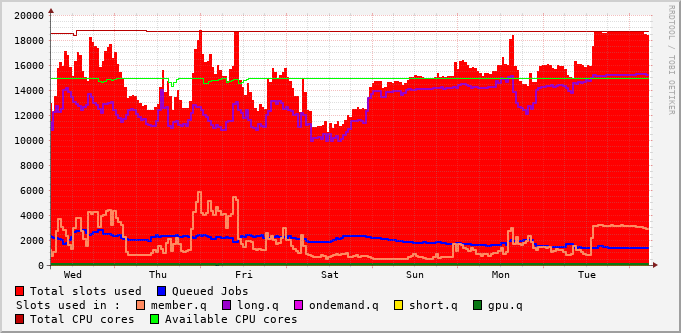 20000
18000
16000
14000
12000
10000
8000
6000
4000
2000
0
Wed Thu Fri Sat Sun Mon Tue
RRDTOOL / TOBI OETIKER
Total slots used Queued Jobs
Slots used in : member.q long.q ondemand.q short.q gpu.q
Total CPU cores Available CPU cores